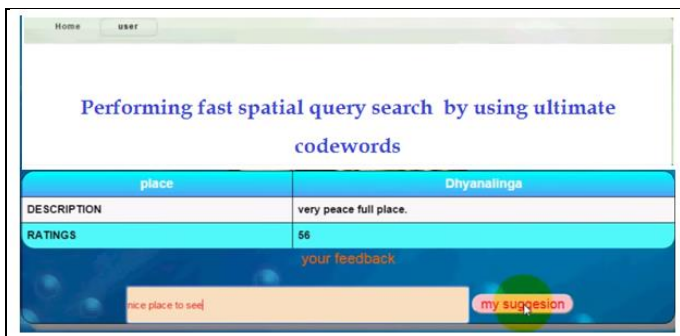 Home user
Performing fast spatial query search by using ultimate
codewords
place Dhyanalinga
DESCRIPTION very peace full place.
RATINGS 56
your feedback
nice place to see my suggesion